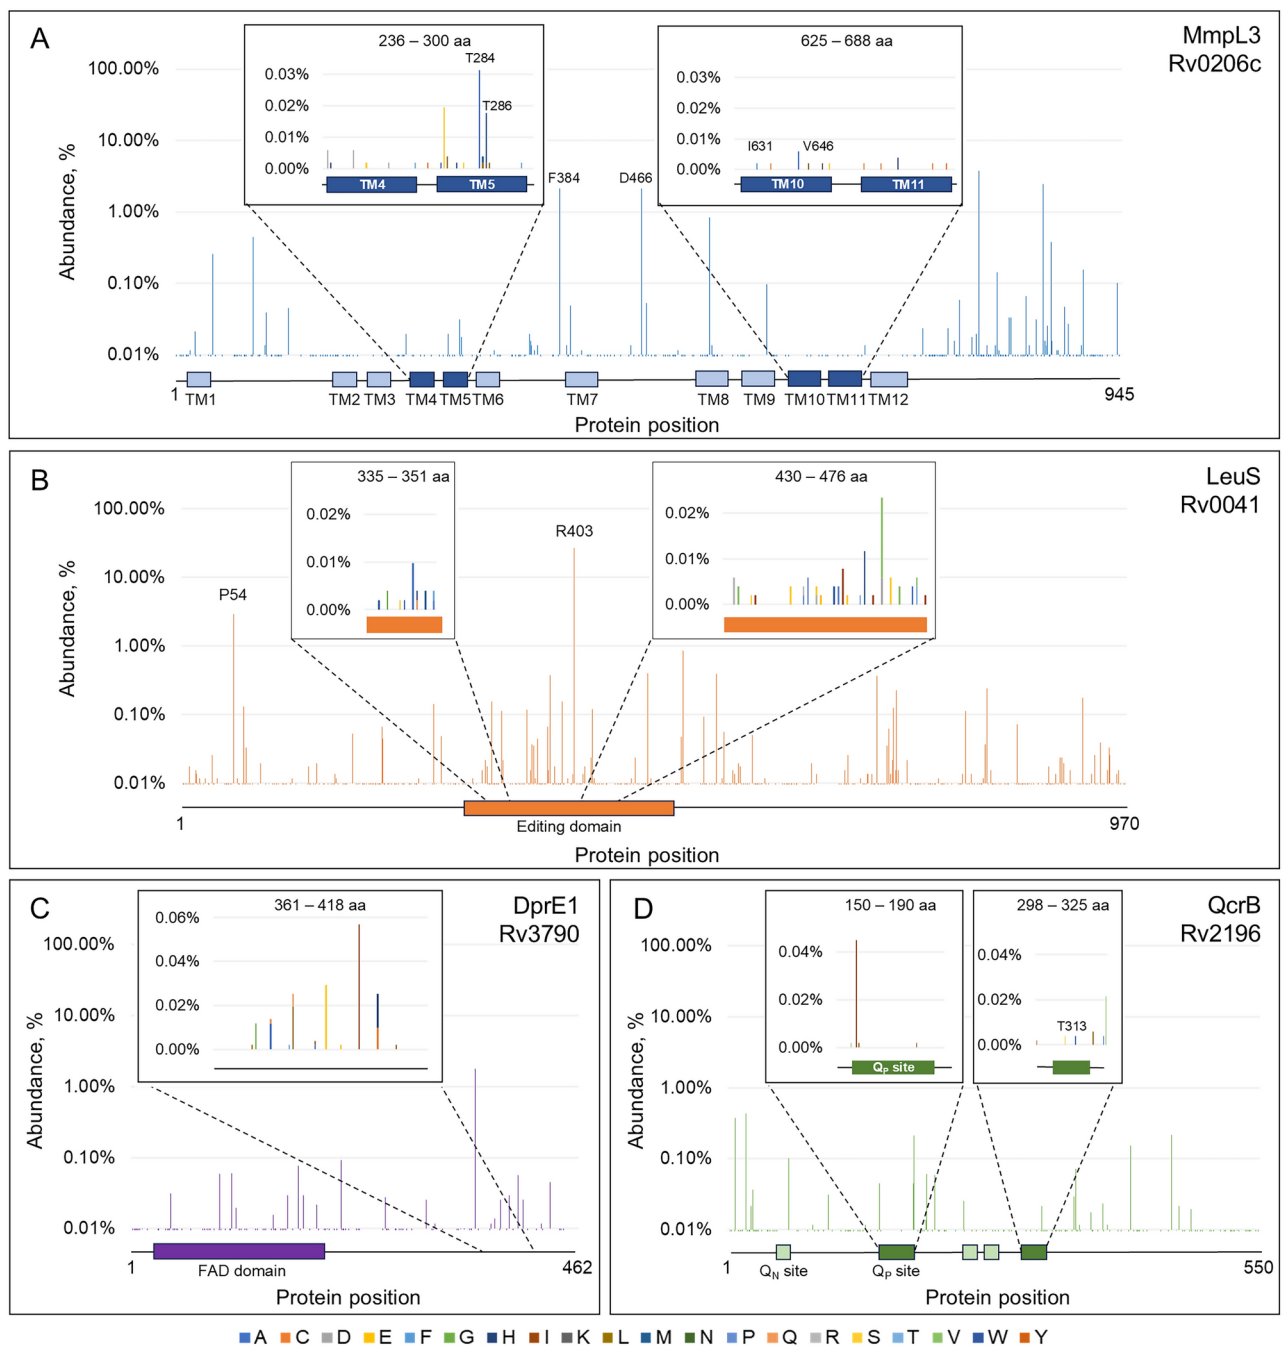 A
MmpL3
Rv0206c
Abundance, %
100.00%
10.00%
1.00%
0.10%
0.01%
236 – 300 aa
0.03%
0.02%
0.01%
0.00%
T284
T286
TM4
TM5
625 – 688 aa
0.03%
0.02%
0.01%
0.00%
I631
V646
TM10
TM11
F384
D466
TM1
TM2
TM3
TM4
TM5
TM6
TM7
TM8
TM9
TM10
TM11
TM12
1
945
Protein position
B
LeuS
Rv0041
Abundance, %
100.00%
10.00%
1.00%
0.10%
0.01%
335 – 351 aa
0.02%
0.01%
0.00%
430 – 476 aa
0.02%
0.01%
0.00%
P54
R403
Editing domain
1
970
Protein position
C
DprE1
Rv3790
Abundance, %
100.00%
10.00%
1.00%
0.10%
0.01%
361 – 418 aa
0.06%
0.04%
0.02%
0.00%
1
462
FAD domain
Protein position
D
QcrB
Rv2196
Abundance, %
100.00%
10.00%
1.00%
0.10%
0.01%
150 – 190 aa
0.04%
0.02%
0.00%
QP site
298 – 325 aa
0.04%
0.02%
0.00%
T313
1
550
QN site
QP site
Protein position
A C D E F G H I K L M N P Q R S T V W Y